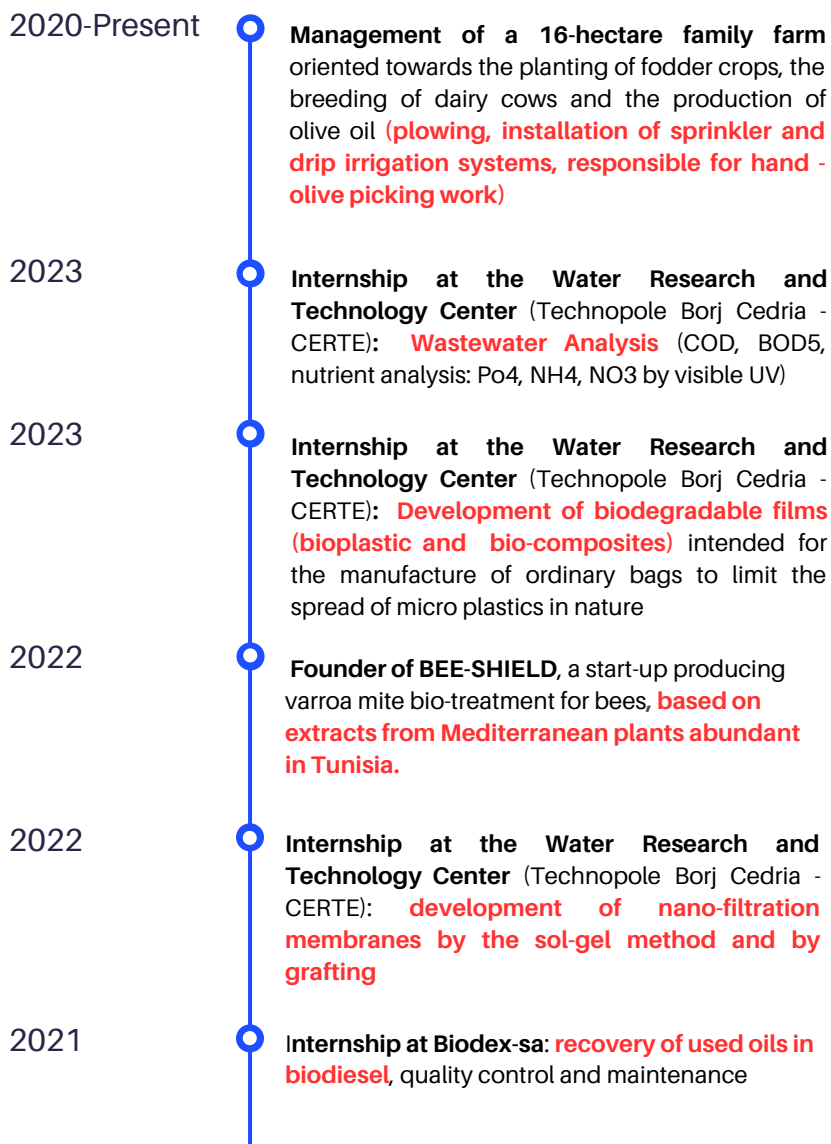 2020-Present
Management of a 16-hectare family farm
oriented towards the planting of fodder crops, the
breeding of dairy cows and the production of
olive oil (plowing, installation of sprinkler and
drip irrigation systems, responsible for hand -
olive picking work)
2023
Internship at the Water Research and
Technology Center (Technopole Borj Cedria -
CERTE): Wastewater Analysis (COD, BOD5,
nutrient analysis: Po4, NH4, NO3 by visible UV)
2023
Internship at the Water Research and
Technology Center (Technopole Borj Cedria -
CERTE): Development of biodegradable films
(bioplastic and bio-composites) intended for
the manufacture of ordinary bags to limit the
spread of micro plastics in nature
2022
Founder of BEE-SHIELD, a start-up producing
varroa mite bio-treatment for bees, based on
extracts from Mediterranean plants abundant
in Tunisia.
2022
Internship at the Water Research and
Technology Center (Technopole Borj Cedria -
CERTE): development of nano-filtration
membranes by the sol-gel method and by
grafting
2021
Internship at Biodex-sa: recovery of used oils in
biodiesel, quality control and maintenance